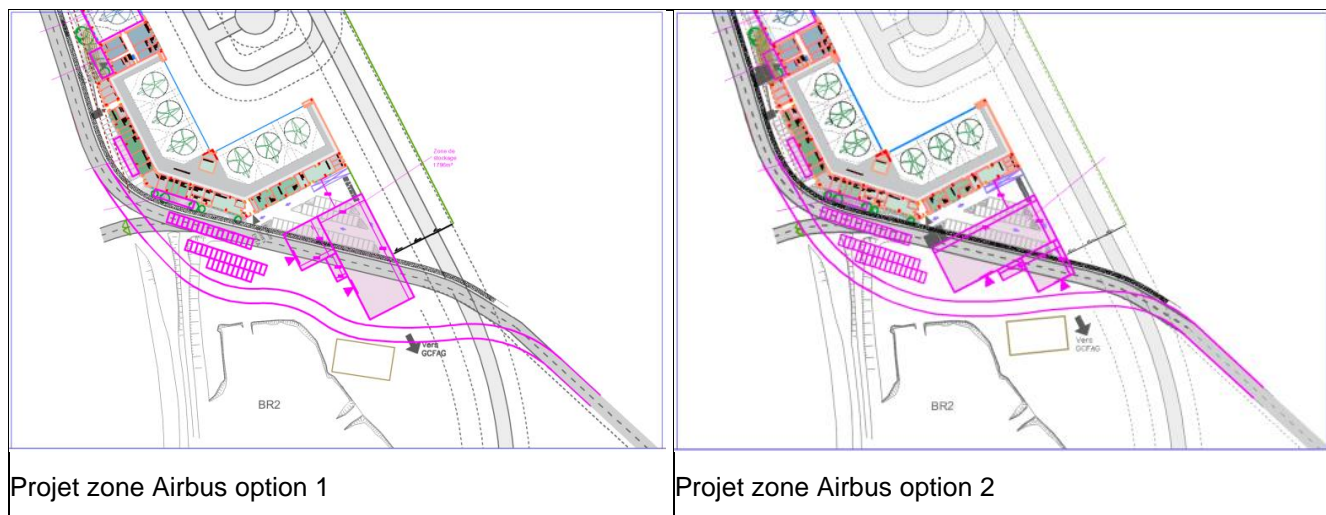 Zone de
stockage
1796m²
Vers
GCFAG
BR2
Projet zone Airbus option 1
Vers
GCFAG
BR2
Projet zone Airbus option 2